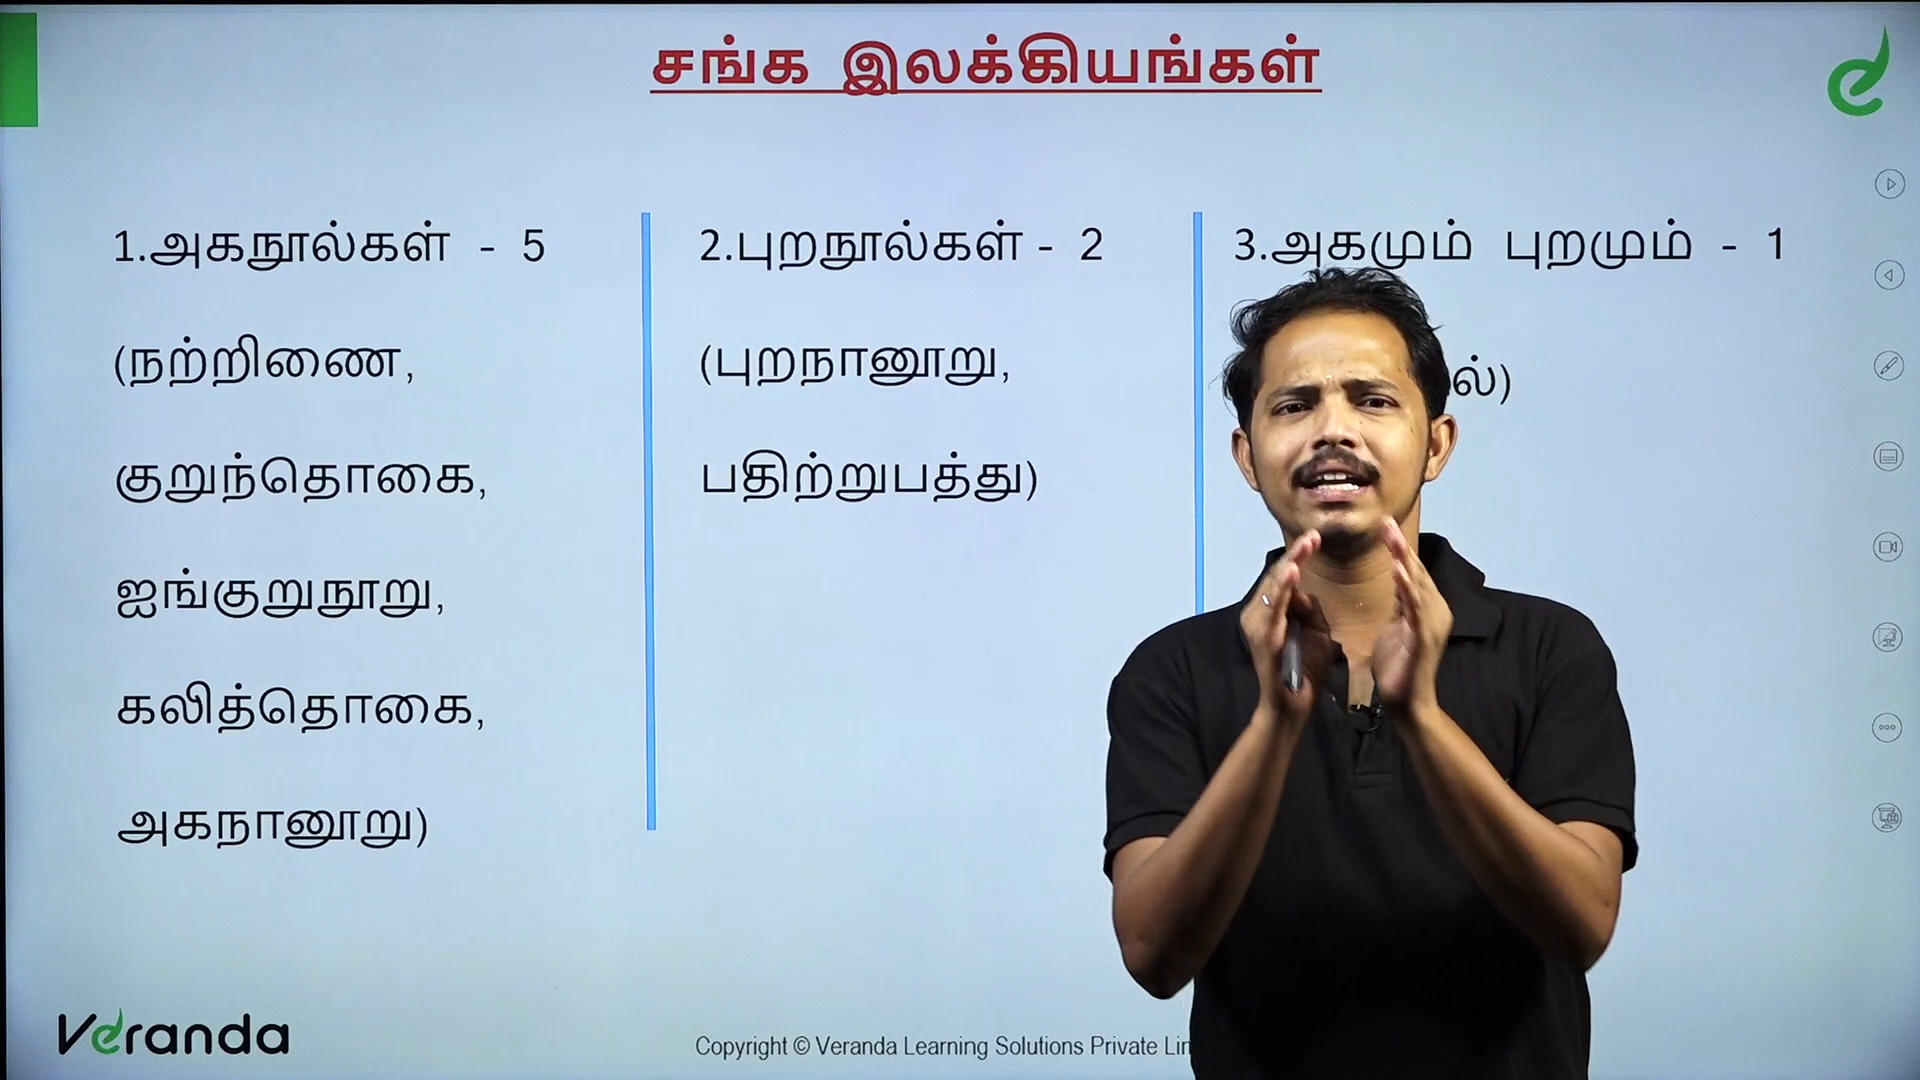 சங்க இலக்கியங்கள்
1.அகநூல்கள் - 5
(நற்றிணை,
குறுந்தொகை,
ஐங்குறுநூறு,
கலித்தொகை,
அகநானூறு)
2.புறநூல்கள் - 2
(புறநானூறு,
பதிற்றுபத்து)
3.அகமும் புறமும் - 1
Veranda
Copyright © Veranda Learning Solutions Private